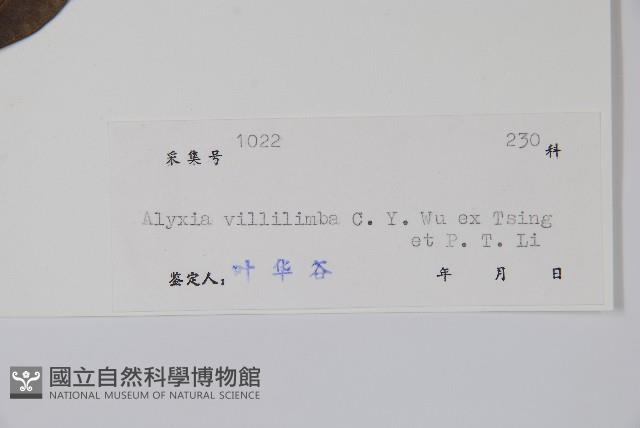 采集号 1022 230 科
Alyxia villilimba C. Y. Wu ex Tsing
et P. T. Li
鉴定人: 叶华谷 年 月 日
國立自然科學博物館
NATIONAL MUSEUM OF NATURAL SCIENCE